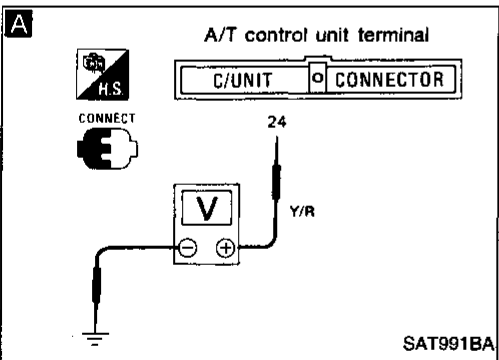 A
A/T control unit terminal
H.S.
C/UNIT O CONNECTOR
CONNECT
24
V
Y/R
− +
SAT991BA